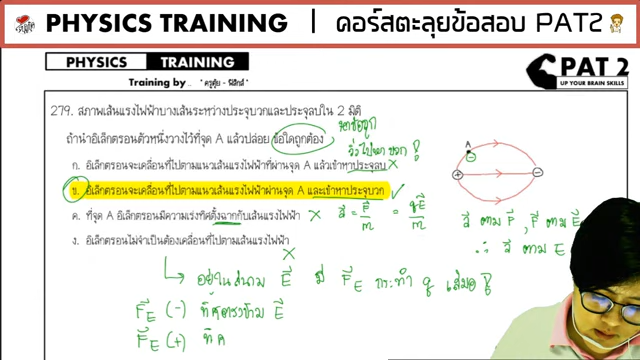 PHYSICS TRAINING | คอร์สตะลุยข้อสอบ PAT2
PHYSICS TRAINING
Training by .. "ครูตุ้ย - ฟิสิกส์"
PAT 2
UP YOUR BRAIN SKILLS
279. สภาพเส้นแรงไฟฟ้าบางเส้นระหว่างประจุบวกและประจุลบใน 2 มิติ
ถ้านำอิเล็กตรอนตัวหนึ่งวางไว้ที่จุด A แล้วปล่อย ข้อใดถูกต้อง
ก. อิเล็กตรอนจะเคลื่อนที่ไปตามแนวเส้นแรงไฟฟ้าที่ผ่านจุด A แล้วเข้าหาประจุลบ ×
ข. อิเล็กตรอนจะเคลื่อนที่ไปตามแนวเส้นแรงไฟฟ้าผ่านจุด A และเข้าหาประจุบวก ✓
ค. ที่จุด A อิเล็กตรอนมีความเร่งทิศตั้งฉากกับเส้นแรงไฟฟ้า ×
ง. อิเล็กตรอนไม่จำเป็นต้องเคลื่อนที่ไปตามเส้นแรงไฟฟ้า ×
A
+ - -
a = F/m = qE/m
a ตาม F, F ตาม E
∴ a ตาม E
อยู่ในสนาม E มี F_E กระทำ q เสมอ
F_E (-) ทิศตรงข้าม E
F_E (+) ทิศ